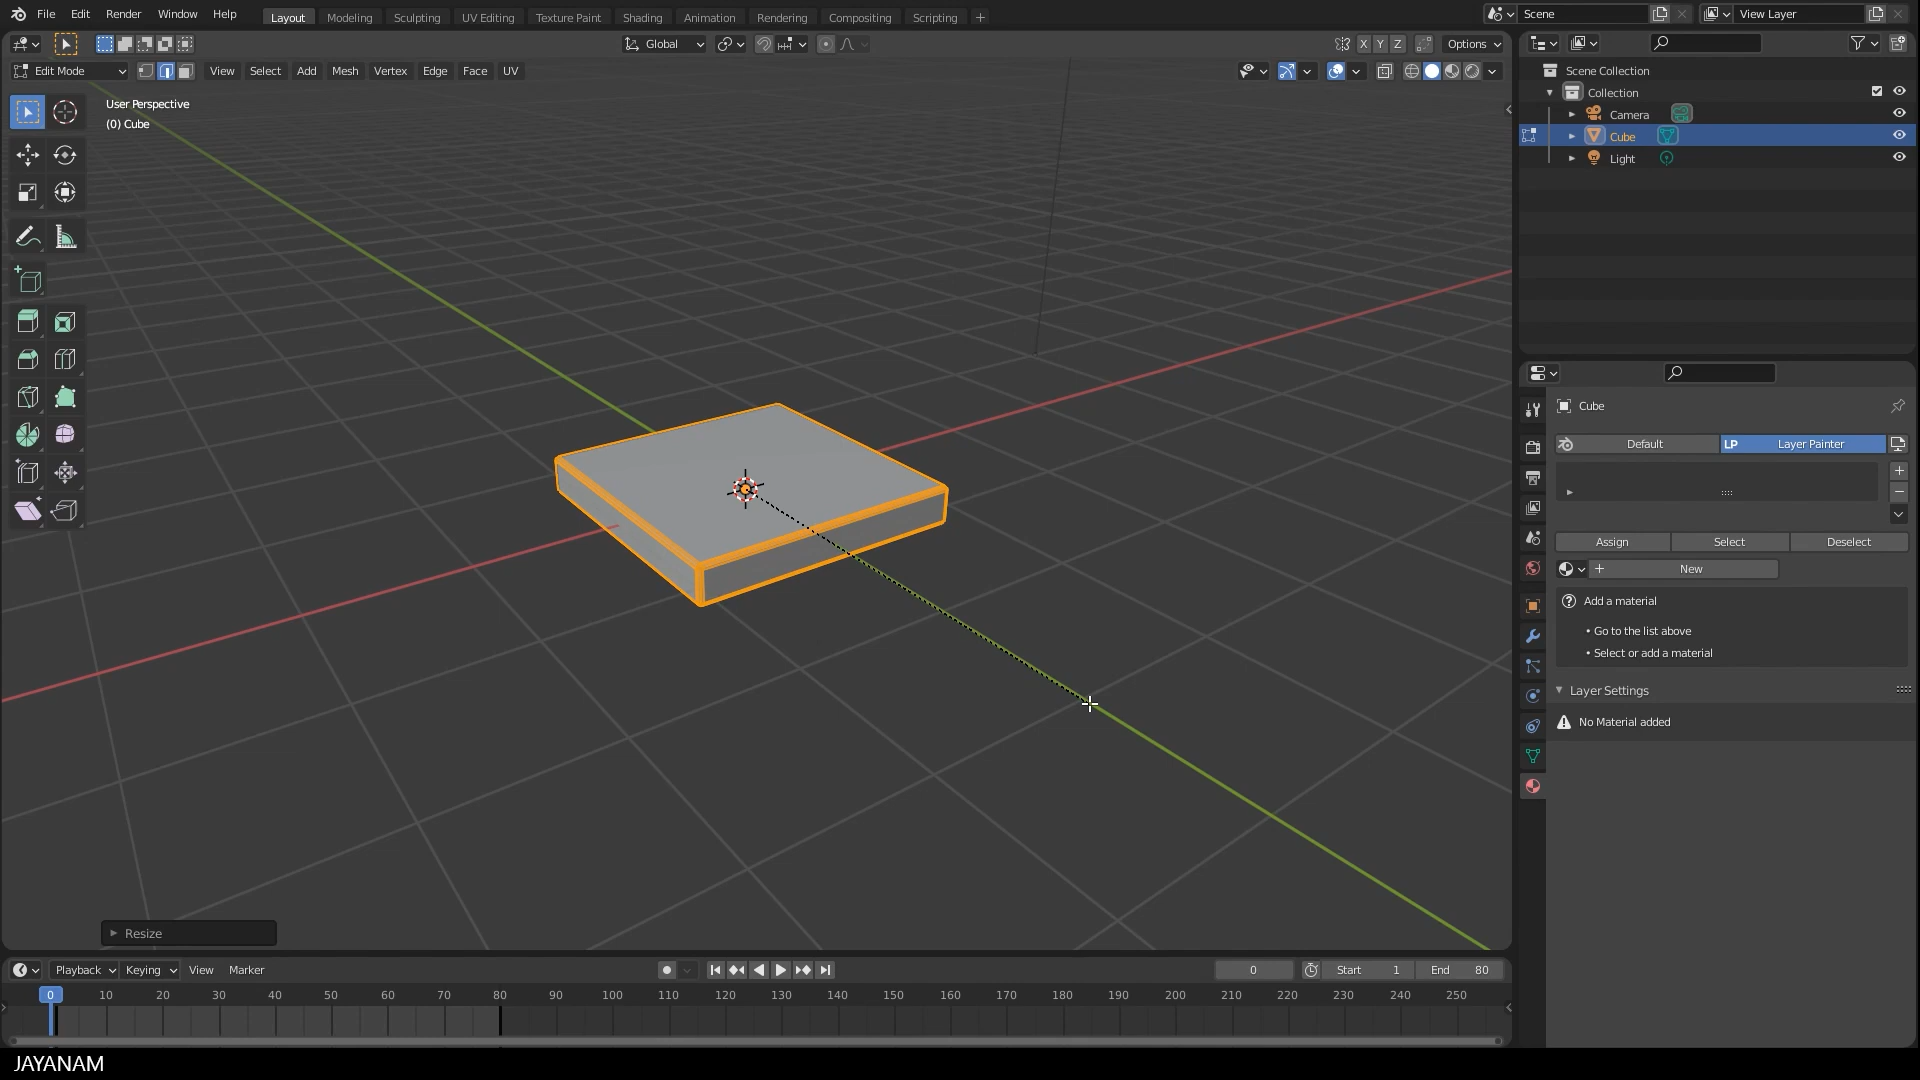 File Edit Render Window Help Layout Modeling Sculpting UV Editing Texture Paint Shading Animation Rendering Compositing Scripting + Scene View Layer
Global X Y Z Options
Edit Mode View Select Add Mesh Vertex Edge Face UV
User Perspective
(0) Cube
Scene Collection
Collection
Camera
Cube
Light
Cube
Default LP Layer Painter
Assign Select Deselect
New
Add a material
• Go to the list above
• Select or add a material
Layer Settings
No Material added
Resize
Playback Keying View Marker 0 Start 1 End 80
0 10 20 30 40 50 60 70 80 90 100 110 120 130 140 150 160 170 180 190 200 210 220 230 240 250
JAYANAM